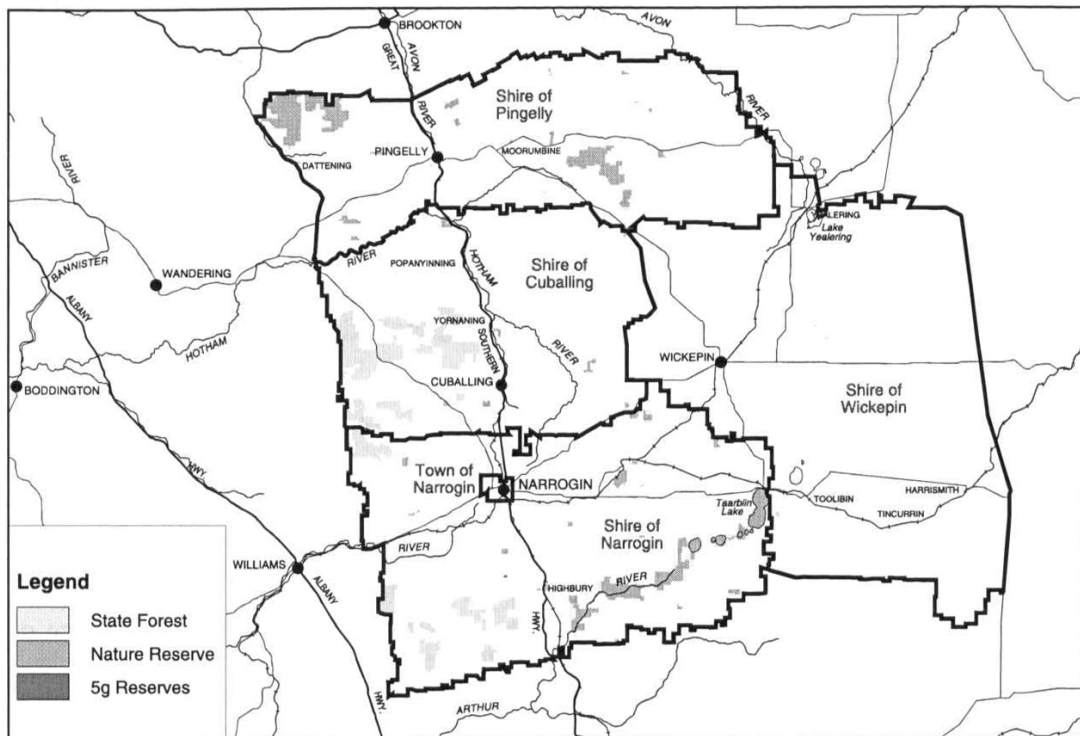 BROOKTON
AVON
GREAT
AVON
RIVER
Shire of
Pingelly
RIVER
PINGELLY
MOORUMBINE
DATTENING
RIVER
YEALERING
Lake
Yealering
RIVER
POPANYINNING
HOTHAM
Shire of
Cuballing
BANNISTER
WANDERING
ALBANY
YORNANING
SOUTHERN
HOTHAM
RIVER
WICKEPIN
CUBALLING
BODDINGTON
Shire of
Wickepin
HWY
Town of
Narrogin
NARROGIN
Taarblin
Lake
TOOLIBIN
HARRISMITH
TINCURRIN
Shire of
Narrogin
RIVER
WILLIAMS
ALBANY
HIGHBURY
RIVER
HWY.
HWY.
ARTHUR
Legend
State Forest
Nature Reserve
5g Reserves